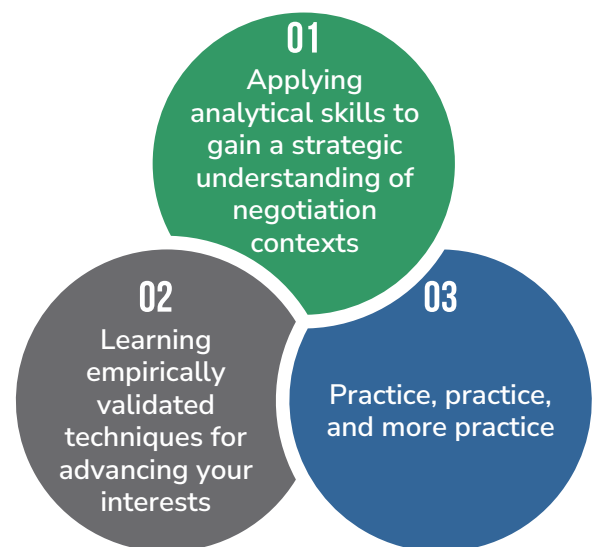 01
Applying
analytical skills to
gain a strategic
understanding of
negotiation
contexts
02
Learning
empirically
validated
techniques for
advancing your
interests
03
Practice, practice,
and more practice